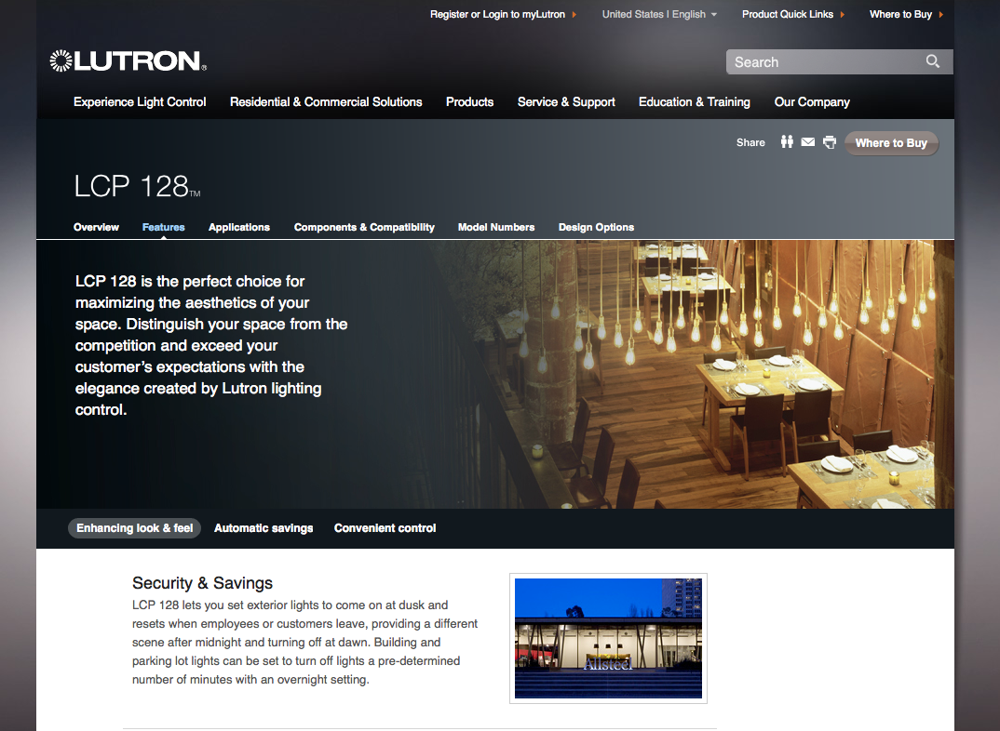 Register or Login to myLutron United States | English Product Quick Links Where to Buy
LUTRON®
Search
Experience Light Control Residential & Commercial Solutions Products Service & Support Education & Training Our Company
Share Where to Buy
LCP 128™
Overview Features Applications Components & Compatibility Model Numbers Design Options
LCP 128 is the perfect choice for
maximizing the aesthetics of your
space. Distinguish your space from the
competition and exceed your
customer's expectations with the
elegance created by Lutron lighting
control.
Enhancing look & feel Automatic savings Convenient control
Security & Savings
LCP 128 lets you set exterior lights to come on at dusk and
resets when employees or customers leave, providing a different
scene after midnight and turning off at dawn. Building and
parking lot lights can be set to turn off lights a pre-determined
number of minutes with an overnight setting.
Allsteel